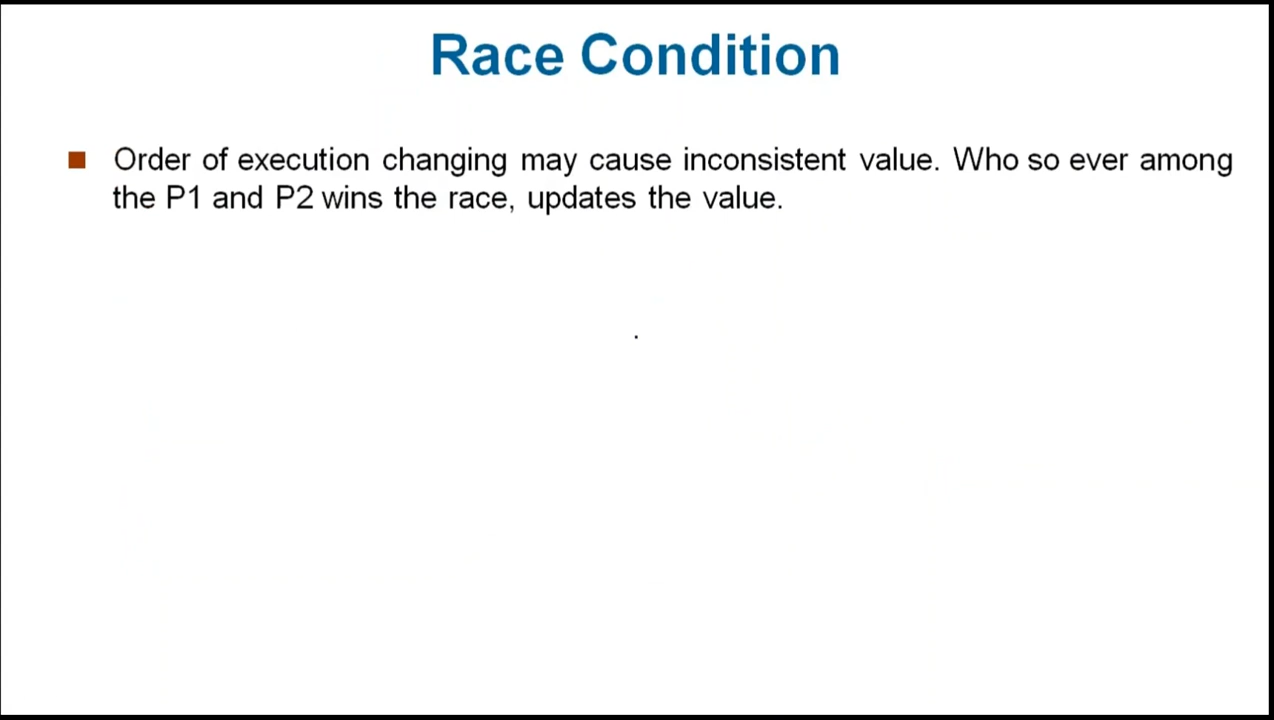 Race Condition
Order of execution changing may cause inconsistent value. Who so ever among
the P1 and P2 wins the race, updates the value.